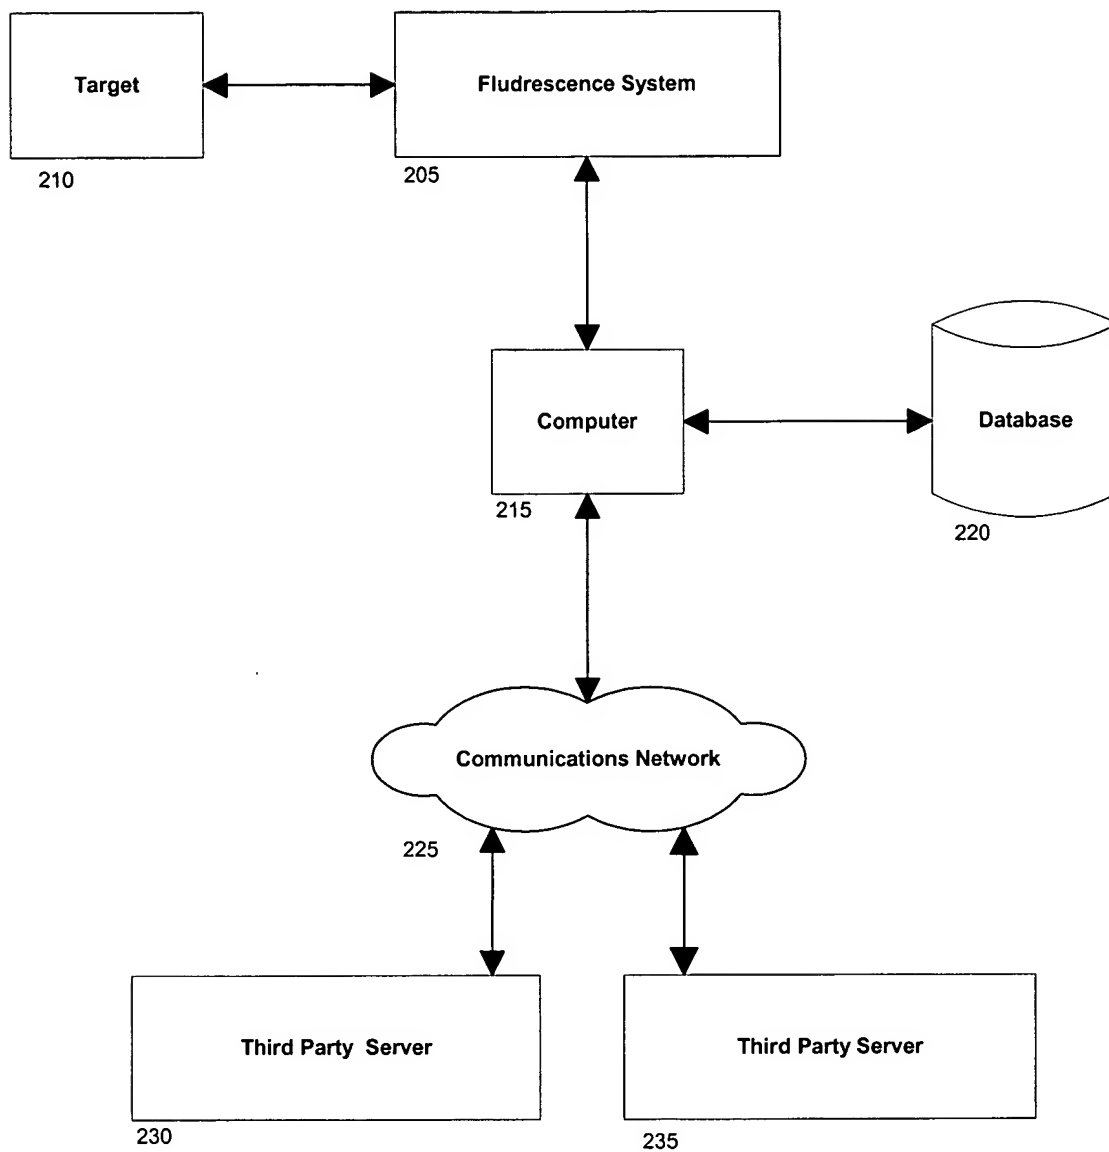 Target
Fludrescence System
210
205
Computer
Database
215
220
Communications Network
225
Third Party Server
Third Party Server
230
235